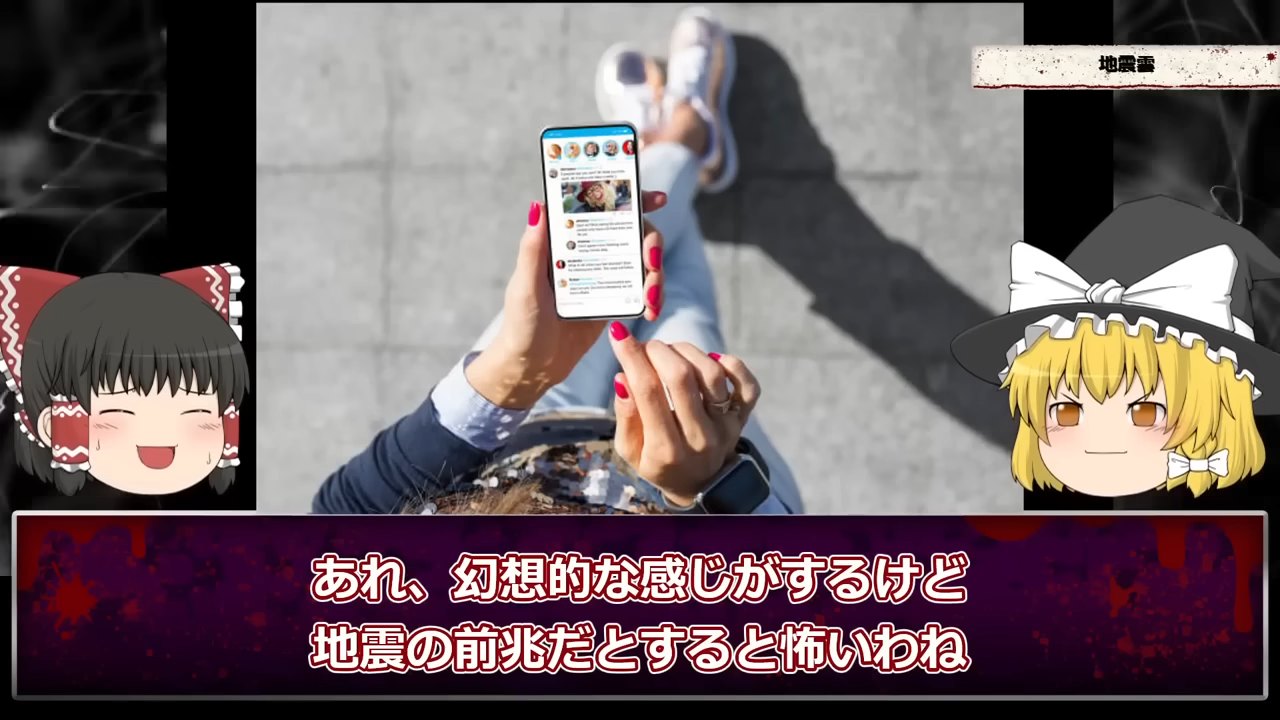 地震雲
あれ、幻想的な感じがするけど
地震の前兆だとすると怖いわね